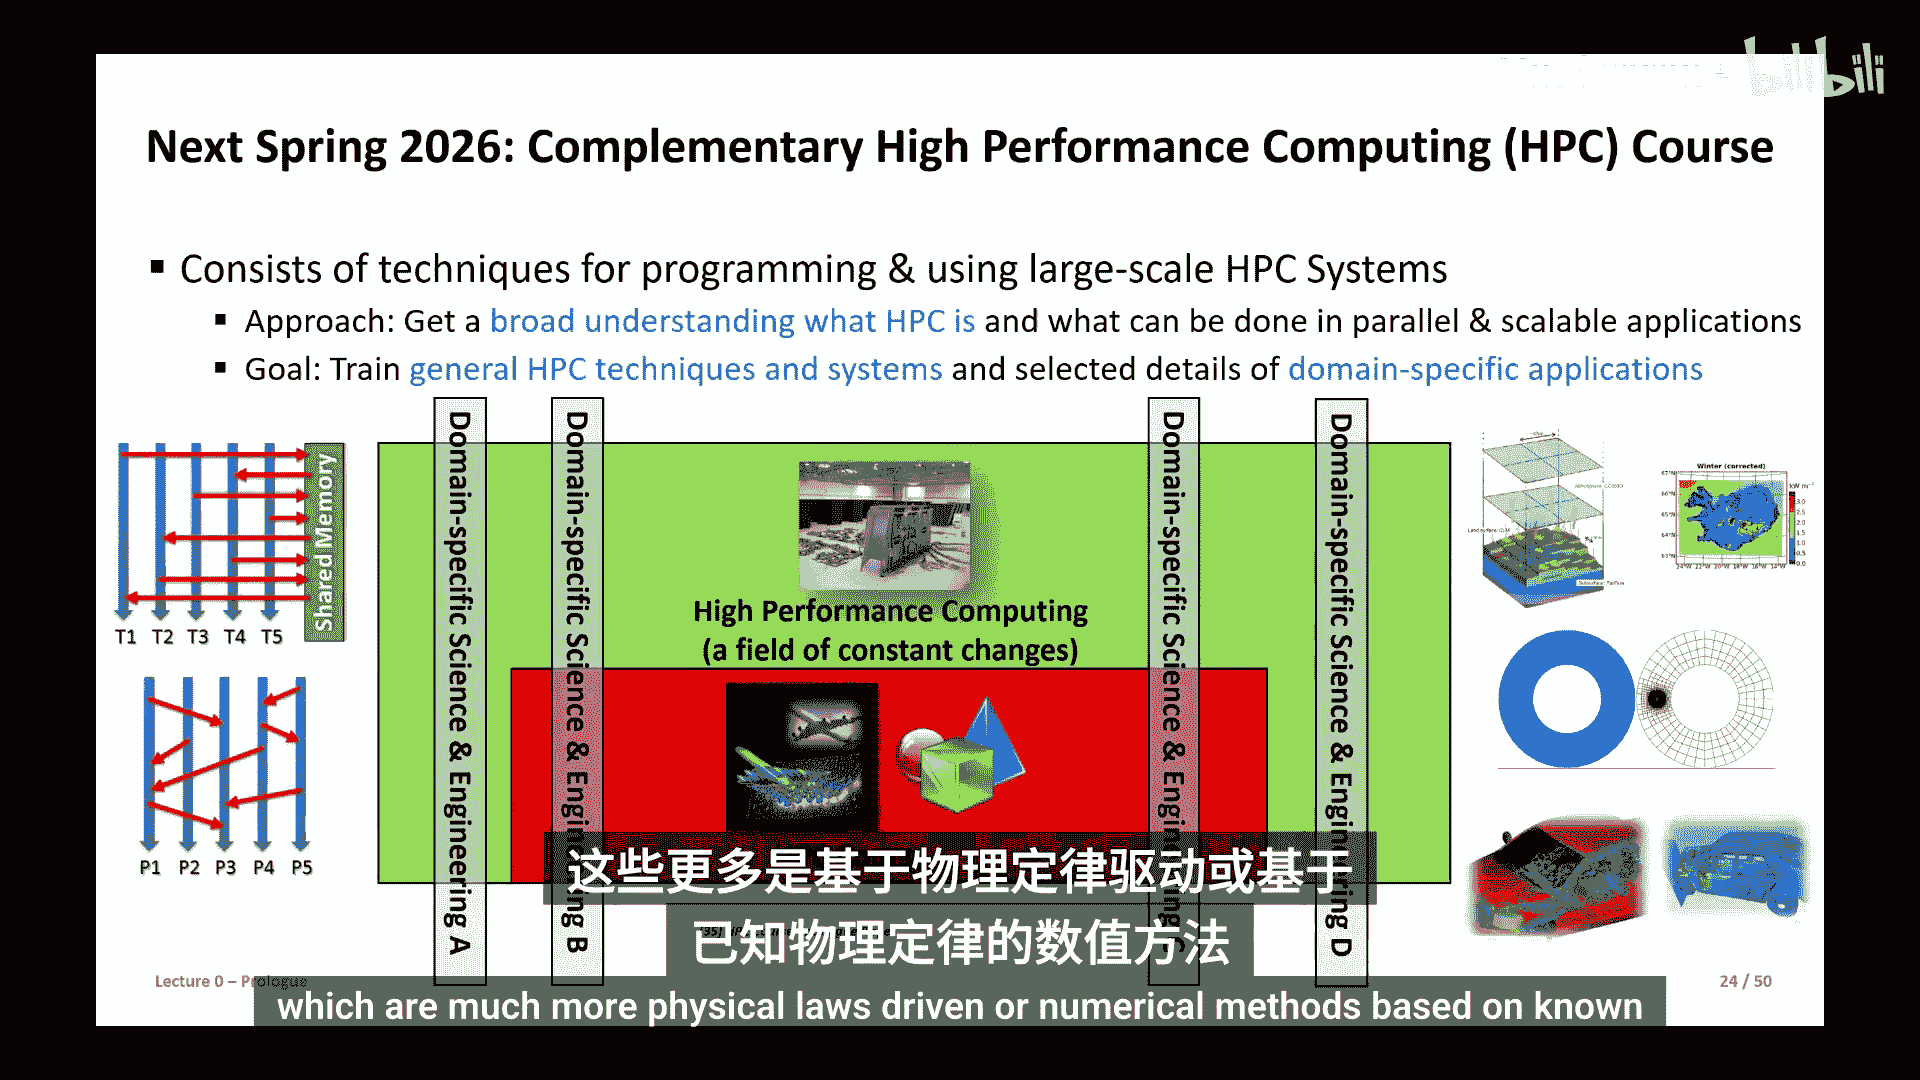 bilibili
Next Spring 2026: Complementary High Performance Computing (HPC) Course
▪ Consists of techniques for programming & using large-scale HPC Systems
▪ Approach: Get a broad understanding what HPC is and what can be done in parallel & scalable applications
▪ Goal: Train general HPC techniques and systems and selected details of domain-specific applications
Shared Memory
T1 T2 T3 T4 T5
P1 P2 P3 P4 P5
Domain-specific Science & Engineering A
Domain-specific Science & Engineering B
High Performance Computing
(a field of constant changes)
Domain-specific Science & Engineering C
Domain-specific Science & Engineering D
Winter (corrected)
这些更多是基于物理定律驱动或基于
已知物理定律的数值方法
Lecture 0 – Prologue
24 / 50
which are much more physical laws driven or numerical methods based on known